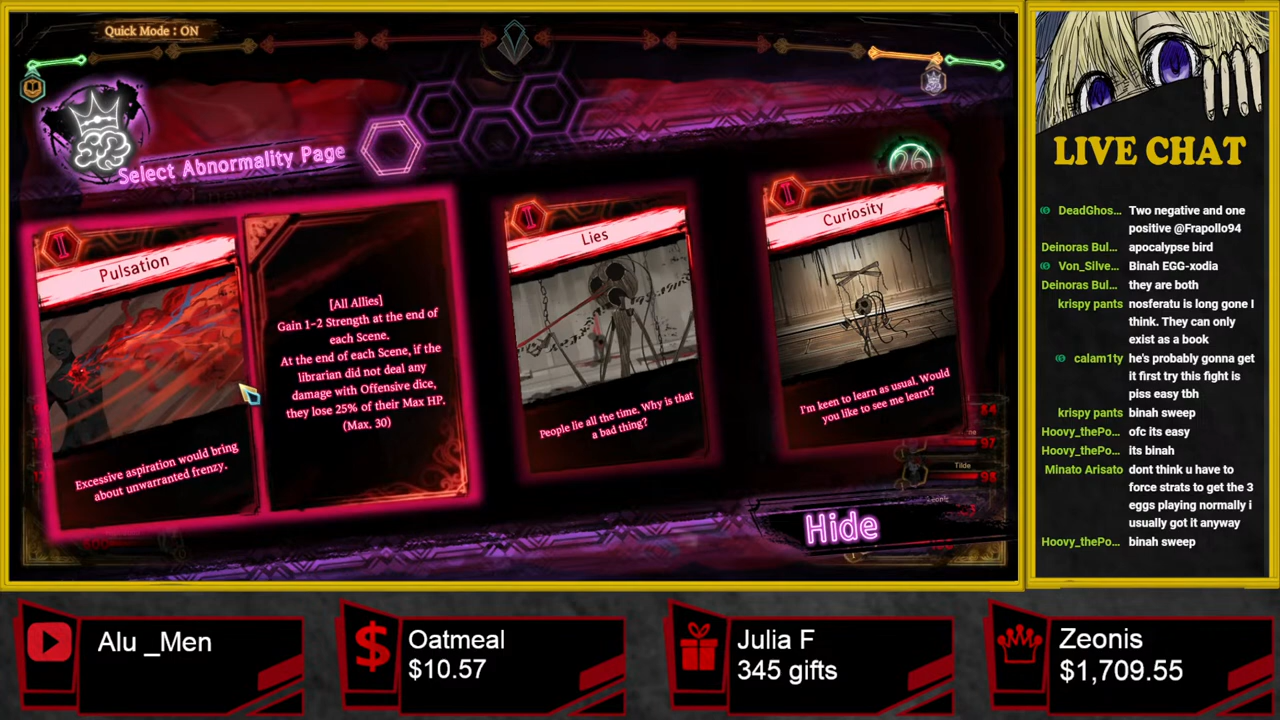 Quick Mode : ON
Select Abnormality Page
26
I
Pulsation
Excessive aspiration would bring
about unwarranted frenzy.
[All Allies]
Gain 1-2 Strength at the end of
each Scene.
At the end of each Scene, if the
librarian did not deal any
damage with Offensive dice,
they lose 25% of their Max HP.
(Max. 30)
I
Lies
People lie all the time. Why is that
a bad thing?
I
Curiosity
I'm keen to learn as usual. Would
you like to see me learn?
97
Tilde
98
Hide
LIVE CHAT
DeadGhos... Two negative and one
positive @Frapollo94
Deinoras Bul... apocalypse bird
Von_Silve... Binah EGG-xodia
Deinoras Bul... they are both
krispy pants nosferatu is long gone I
think. They can only
exist as a book
calam1ty he's probably gonna get
it first try this fight is
piss easy tbh
krispy pants binah sweep
Hoovy_thePo... ofc its easy
Hoovy_thePo... its binah
Minato Arisato dont think u have to
force strats to get the 3
eggs playing normally i
usually got it anyway
Hoovy_thePo... binah sweep
Alu _Men
$
Oatmeal
$10.57
Julia F
345 gifts
Zeonis
$1,709.55